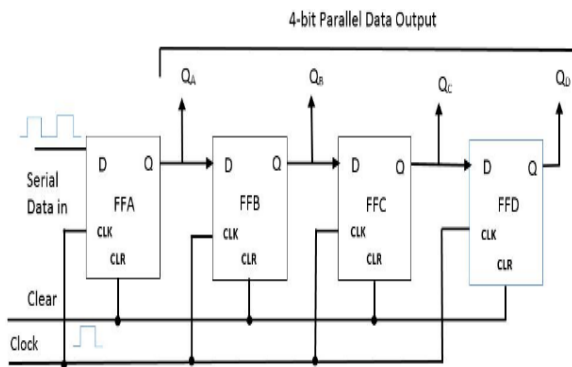 4-bit Parallel Data Output
QA QB QC QD
D Q D Q D Q D Q
Serial
Data in
FFA FFB FFC FFD
CLK CLK CLK CLK
CLR CLR CLR CLR
Clear
Clock